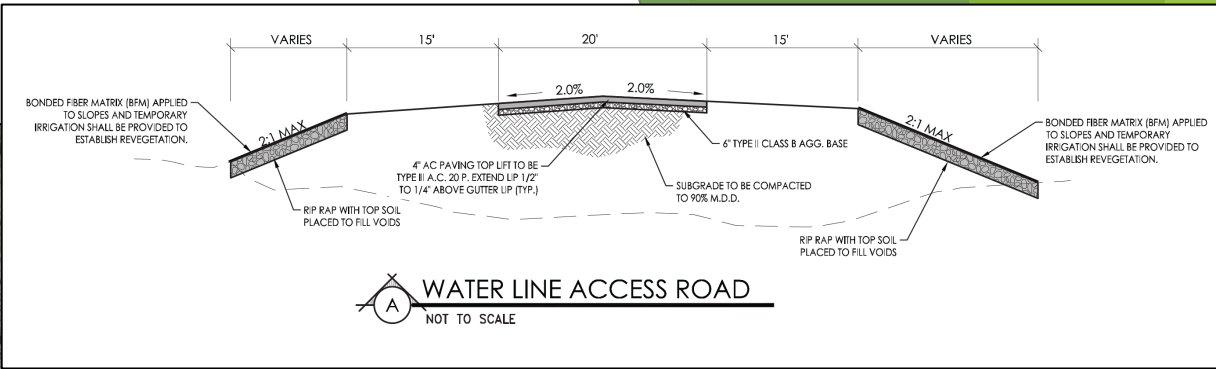 VARIES
15'
20'
15'
VARIES
2.0%
2.0%
BONDED FIBER MATRIX (BFM) APPLIED
TO SLOPES AND TEMPORARY
IRRIGATION SHALL BE PROVIDED TO
ESTABLISH REVEGETATION.
2:1 MAX
2:1 MAX
BONDED FIBER MATRIX (BFM) APPLIED
TO SLOPES AND TEMPORARY
IRRIGATION SHALL BE PROVIDED TO
ESTABLISH REVEGETATION.
6" TYPE II CLASS B AGG. BASE
4" AC PAVING TOP LIFT TO BE
TYPE III A.C. 20 P. EXTEND LIP 1/2"
TO 1/4" ABOVE GUTTER LIP (TYP.)
SUBGRADE TO BE COMPACTED
TO 90% M.D.D.
RIP RAP WITH TOP SOIL
PLACED TO FILL VOIDS
RIP RAP WITH TOP SOIL
PLACED TO FILL VOIDS
A
WATER LINE ACCESS ROAD
NOT TO SCALE